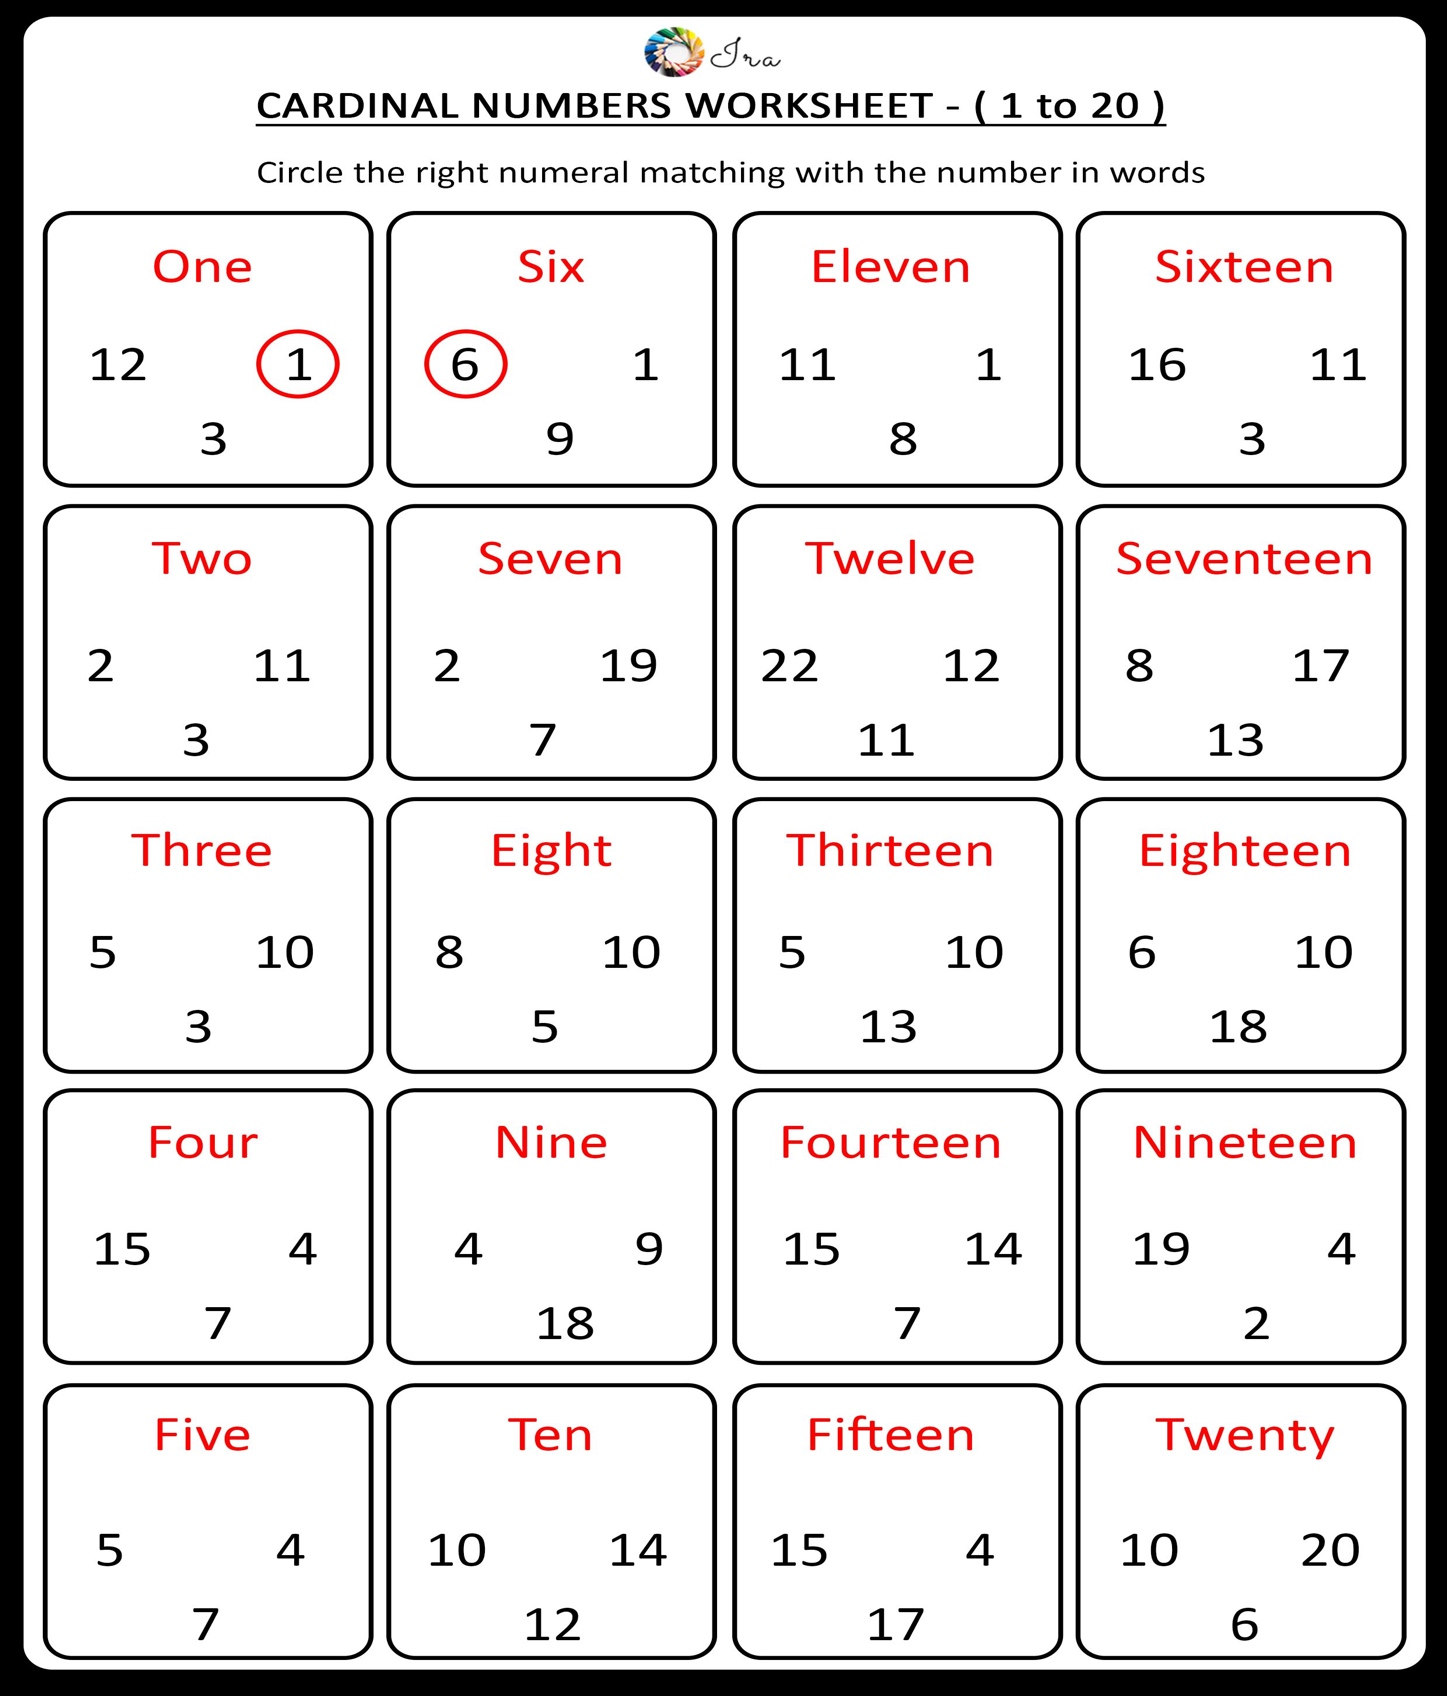 Ira
CARDINAL NUMBERS WORKSHEET - ( 1 to 20 )
Circle the right numeral matching with the number in words
One Six Eleven Sixteen
12 1 6 1 11 1 16 11
3 9 8 3
Two Seven Twelve Seventeen
2 11 2 19 22 12 8 17
3 7 11 13
Three Eight Thirteen Eighteen
5 10 8 10 5 10 6 10
3 5 13 18
Four Nine Fourteen Nineteen
15 4 4 9 15 14 19 4
7 18 7 2
Five Ten Fifteen Twenty
5 4 10 14 15 4 10 20
7 12 17 6